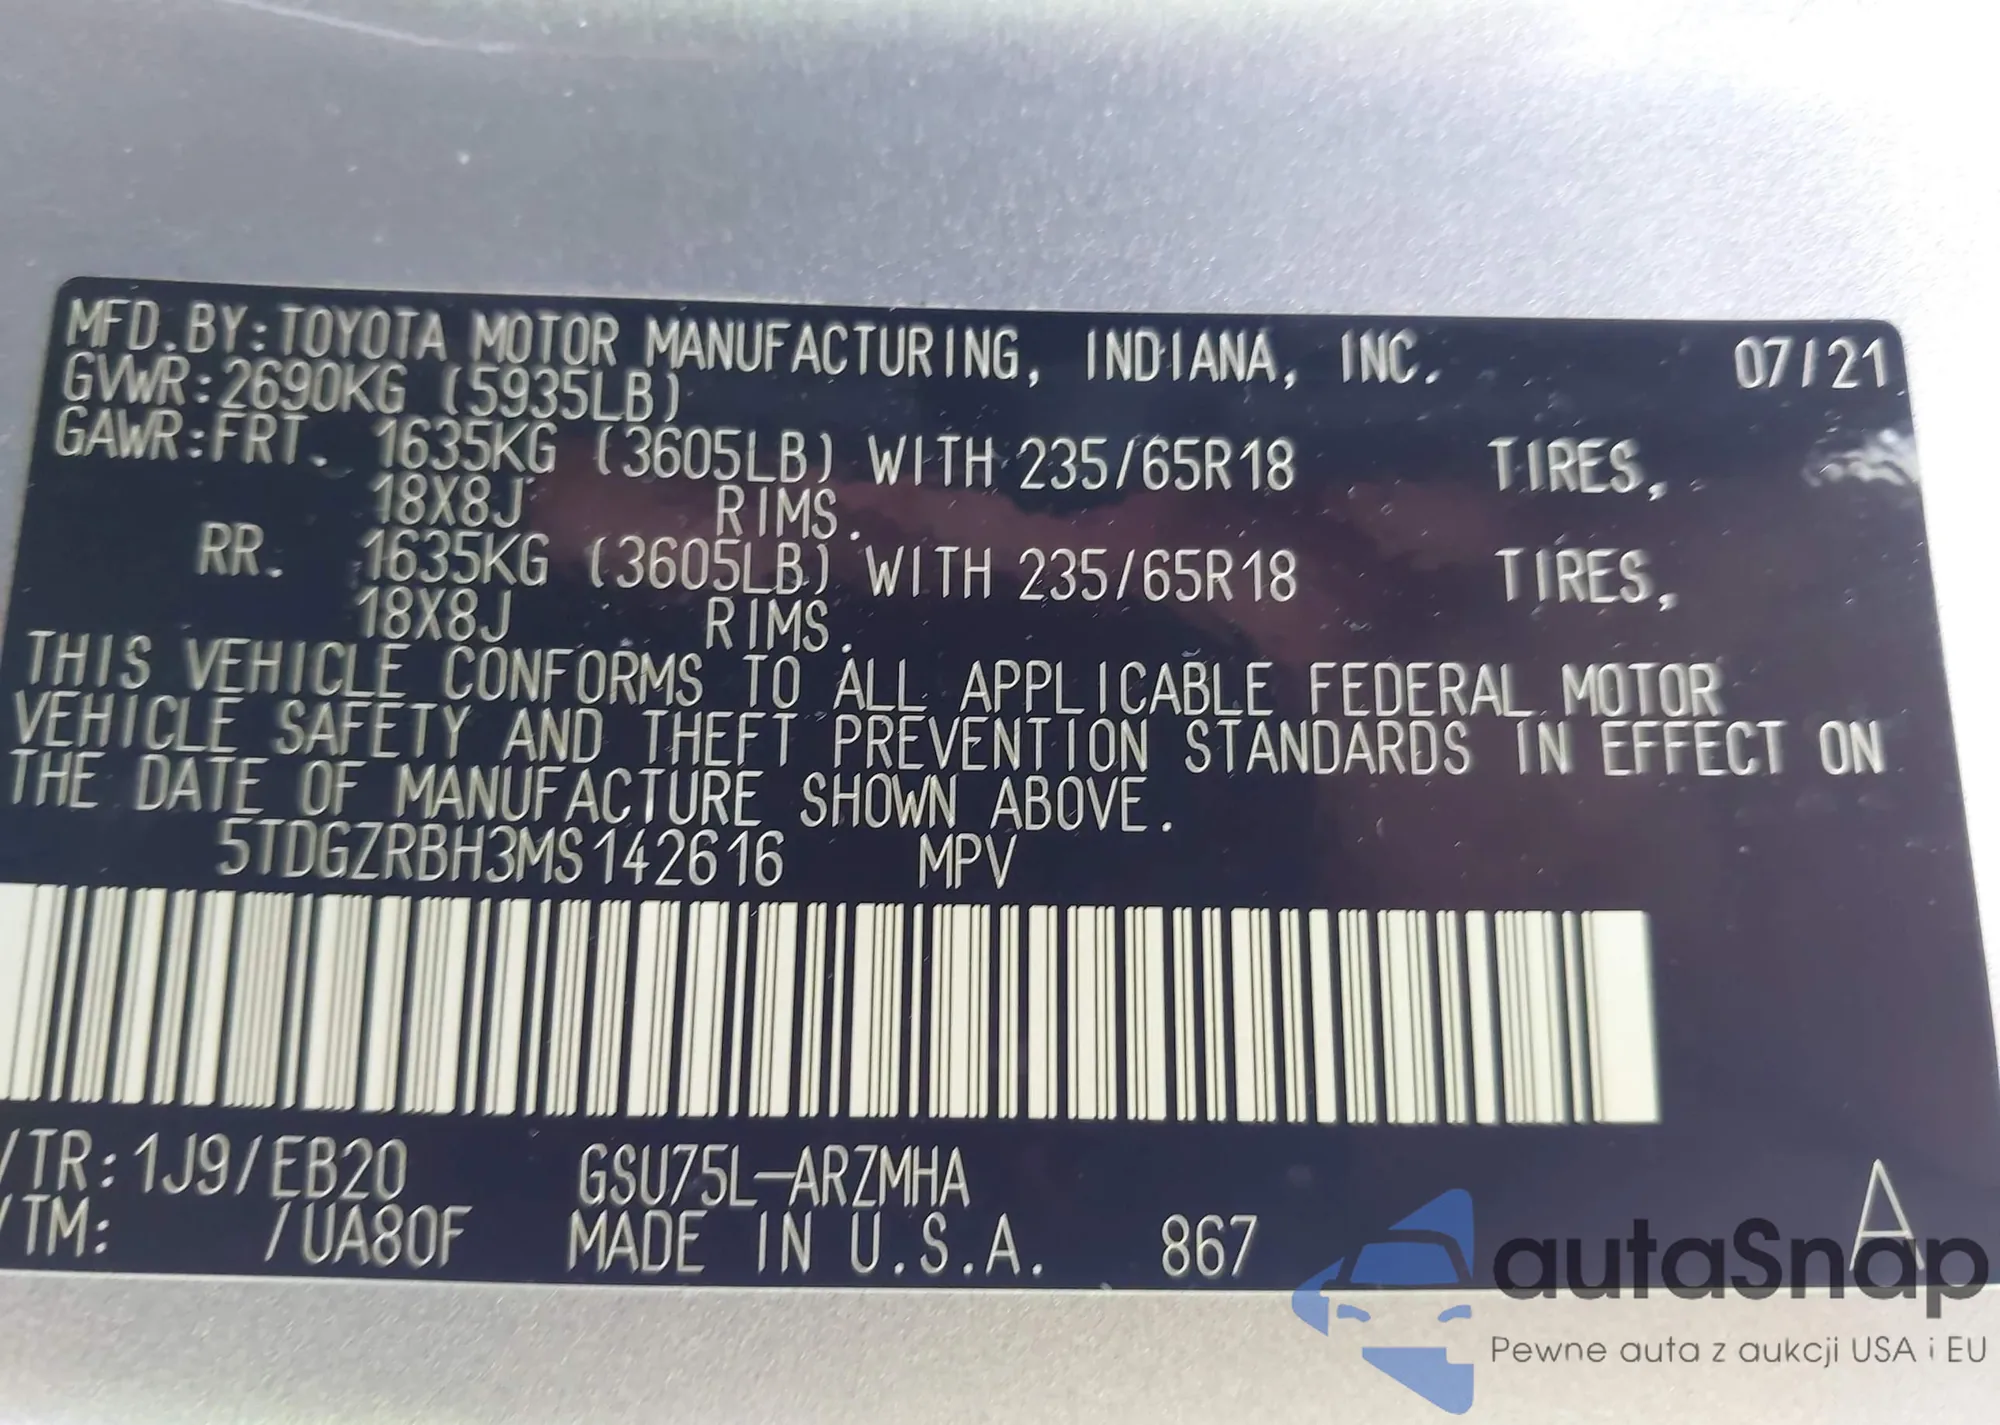 MFD.BY:TOYOTA MOTOR MANUFACTURING, INDIANA, INC. 07/21
GVWR:2690KG (5935LB)
GAWR:FRT. 1635KG (3605LB) WITH 235/65R18 TIRES,
18X8J RIMS.
RR. 1635KG (3605LB) WITH 235/65R18 TIRES,
18X8J RIMS.
THIS VEHICLE CONFORMS TO ALL APPLICABLE FEDERAL MOTOR
VEHICLE SAFETY AND THEFT PREVENTION STANDARDS IN EFFECT ON
THE DATE OF MANUFACTURE SHOWN ABOVE.
5TDGZRBH3MS142616 MPV
/TR:1J9/EB20 GSU75L-ARZMHA
/TM: /UA80F MADE IN U.S.A. 867 A
autaSnap
Pewne auta z aukcji USA i EU